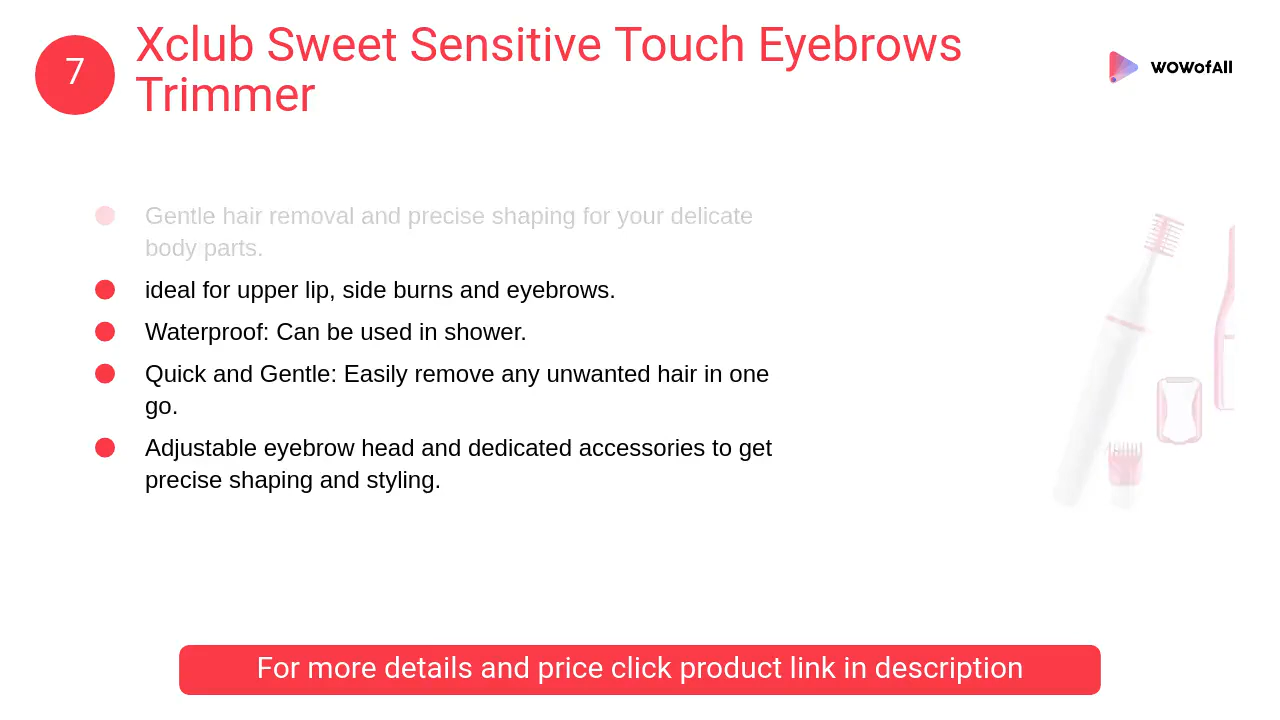 7
Xclub Sweet Sensitive Touch Eyebrows
Trimmer
WOWofAll
Gentle hair removal and precise shaping for your delicate
body parts.
ideal for upper lip, side burns and eyebrows.
Waterproof: Can be used in shower.
Quick and Gentle: Easily remove any unwanted hair in one
go.
Adjustable eyebrow head and dedicated accessories to get
precise shaping and styling.
For more details and price click product link in description